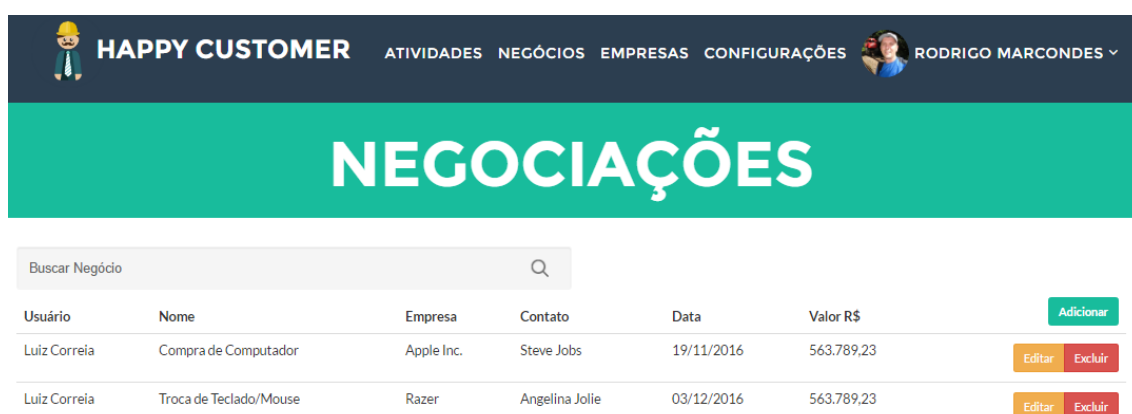 HAPPY CUSTOMER ATIVIDADES NEGÓCIOS EMPRESAS CONFIGURAÇÕES RODRIGO MARCONDES
NEGOCIAÇÕES
Buscar Negócio
Usuário Nome Empresa Contato Data Valor R$ Adicionar
Luiz Correia Compra de Computador Apple Inc. Steve Jobs 19/11/2016 563.789,23 Editar Excluir
Luiz Correia Troca de Teclado/Mouse Razer Angelina Jolie 03/12/2016 563.789,23 Editar Excluir